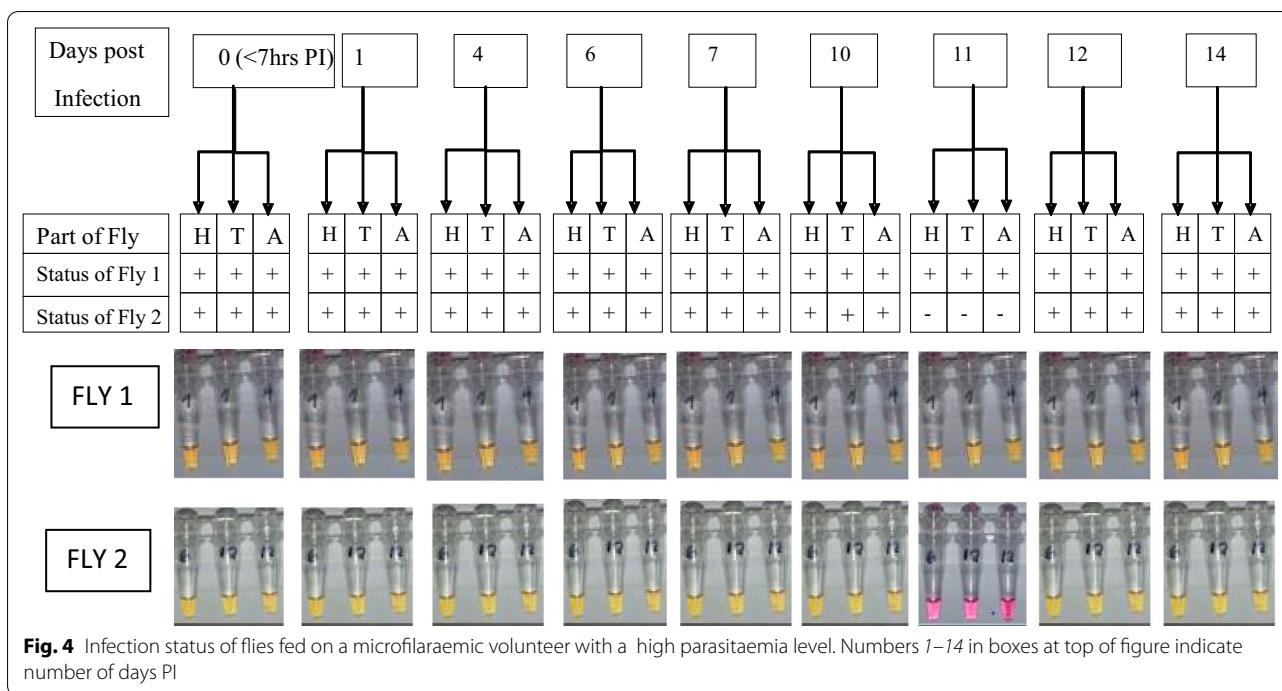 Days post
Infection
0 (<7hrs PI) 1 4 6 7 10 11 12 14
Part of Fly H T A H T A H T A H T A H T A H T A H T A H T A H T A
Status of Fly 1 + + + + + + + + + + + + + + + + + + + + + + + + + + +
Status of Fly 2 + + + + + + + + + + + + + + + + + + - - - + + + + + +
FLY 1
FLY 2
Fig. 4 Infection status of flies fed on a microfilaraemic volunteer with a high parasitaemia level. Numbers 1–14 in boxes at top of figure indicate
number of days PI